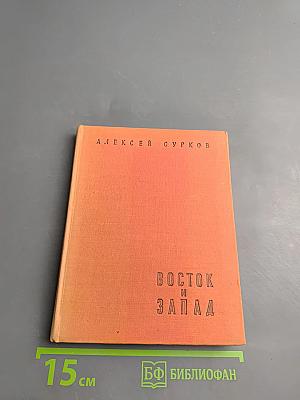 АЛЕКСЕЙ СУРКОВ
ВОСТОК
И
ЗАПАД
15 см
БФ БИБЛИОФАН